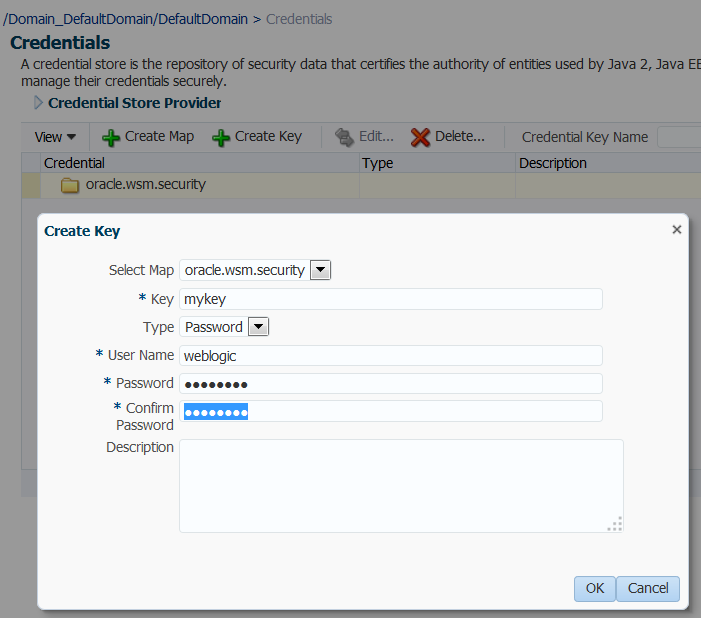 /Domain_DefaultDomain/DefaultDomain > Credentials
Credentials
A credential store is the repository of security data that certifies the authority of entities used by Java 2, Java EE
manage their credentials securely.
Credential Store Provider
View Create Map Create Key Edit... Delete... Credential Key Name
Credential Type Description
oracle.wsm.security
Create Key ×
Select Map oracle.wsm.security
* Key mykey
Type Password
* User Name weblogic
* Password ●●●●●●●●
* Confirm
Password ●●●●●●●●
Description
OK Cancel